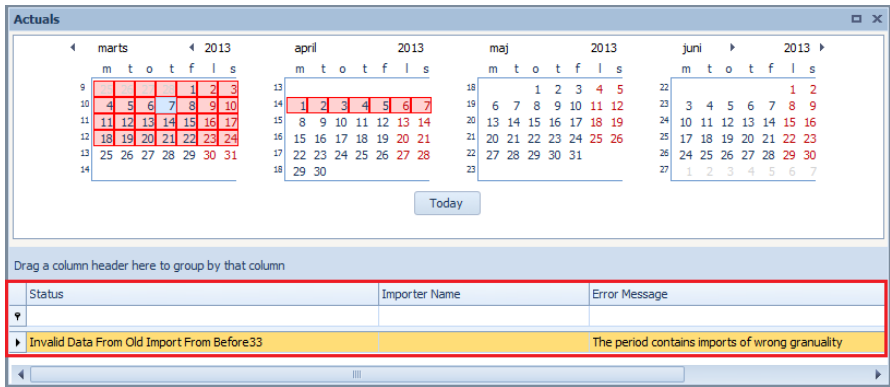 Actuals
marts 2013 april 2013 maj 2013 juni 2013
m t o t f l s m t o t f l s m t o t f l s m t o t f l s
9 1 2 3 13 18 1 2 3 4 5 22 1 2
10 4 5 6 7 8 9 10 14 1 2 3 4 5 6 7 19 6 7 8 9 10 11 12 23 3 4 5 6 7 8 9
11 11 12 13 14 15 16 17 15 8 9 10 11 12 13 14 20 13 14 15 16 17 18 19 24 10 11 12 13 14 15 16
12 18 19 20 21 22 23 24 16 15 16 17 18 19 20 21 21 20 21 22 23 24 25 26 25 17 18 19 20 21 22 23
13 25 26 27 28 29 30 31 17 22 23 24 25 26 27 28 22 27 28 29 30 31 26 24 25 26 27 28 29 30
14 18 29 30 23 27 1 2 3 4 5 6 7
Today
Drag a column header here to group by that column
Status Importer Name Error Message
Invalid Data From Old Import From Before33 The period contains imports of wrong granuality